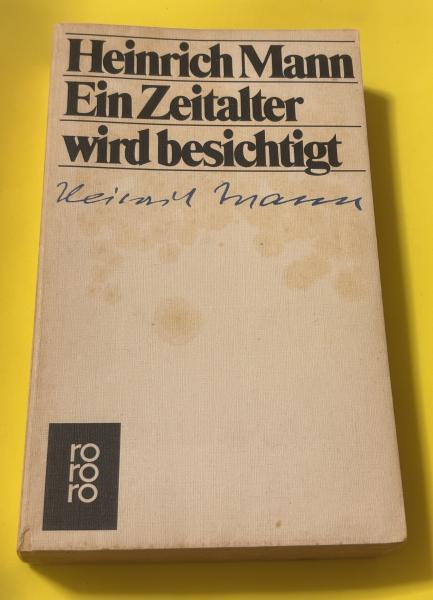 Heinrich Mann
Ein Zeitalter
wird besichtigt
Heinrich Mann
ro
ro
ro